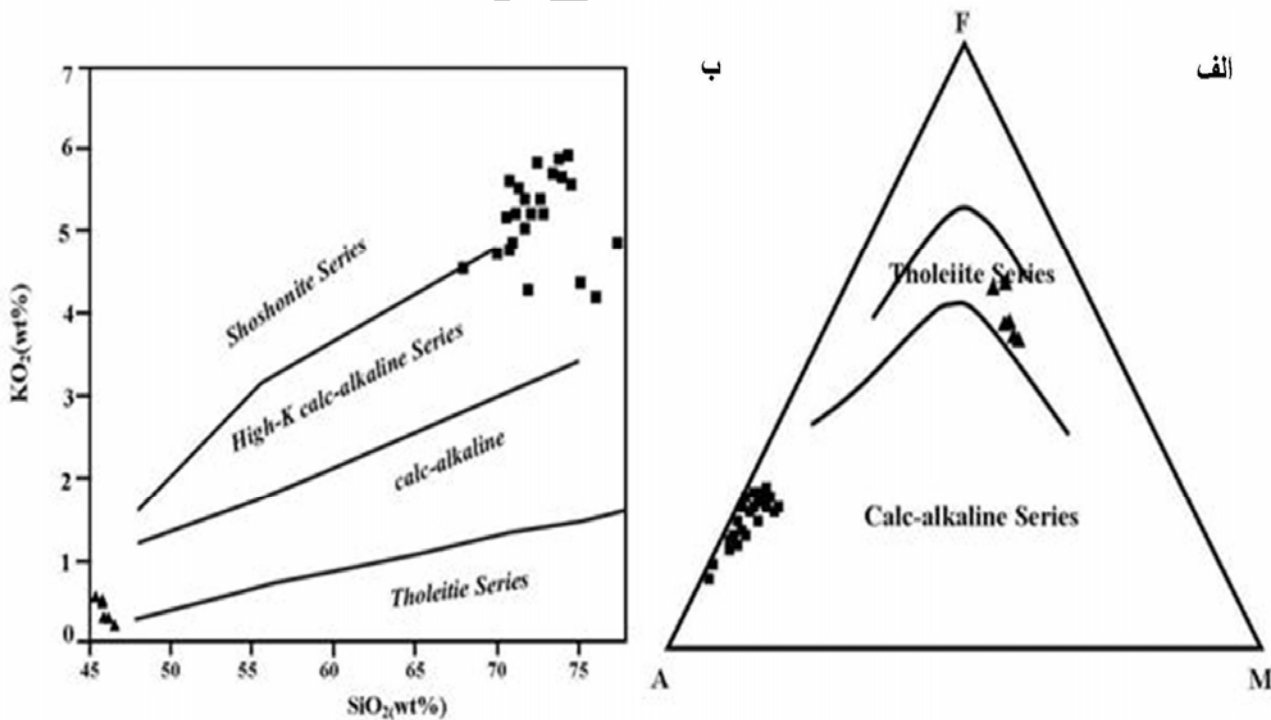 ب
7
6
5
4
3
2
1
0
KO₂(wt%)
Shoshonite Series
High-K calc-alkaline Series
calc-alkaline
Tholeitic Series
45 50 55 60 65 70 75
SiO₂(wt%)
الف
F
Tholeiite Series
Calc-alkaline Series
A M